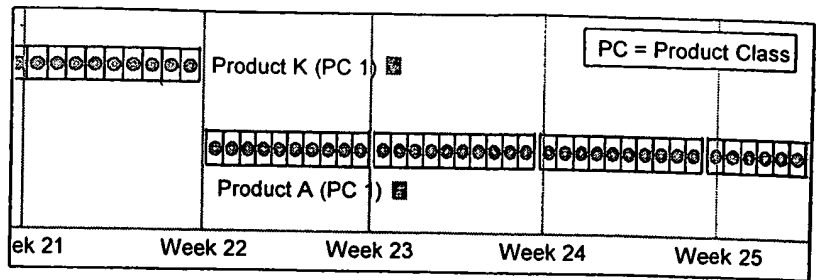 PC = Product Class
Product K (PC 1)
Product A (PC 1)
ek 21 Week 22 Week 23 Week 24 Week 25